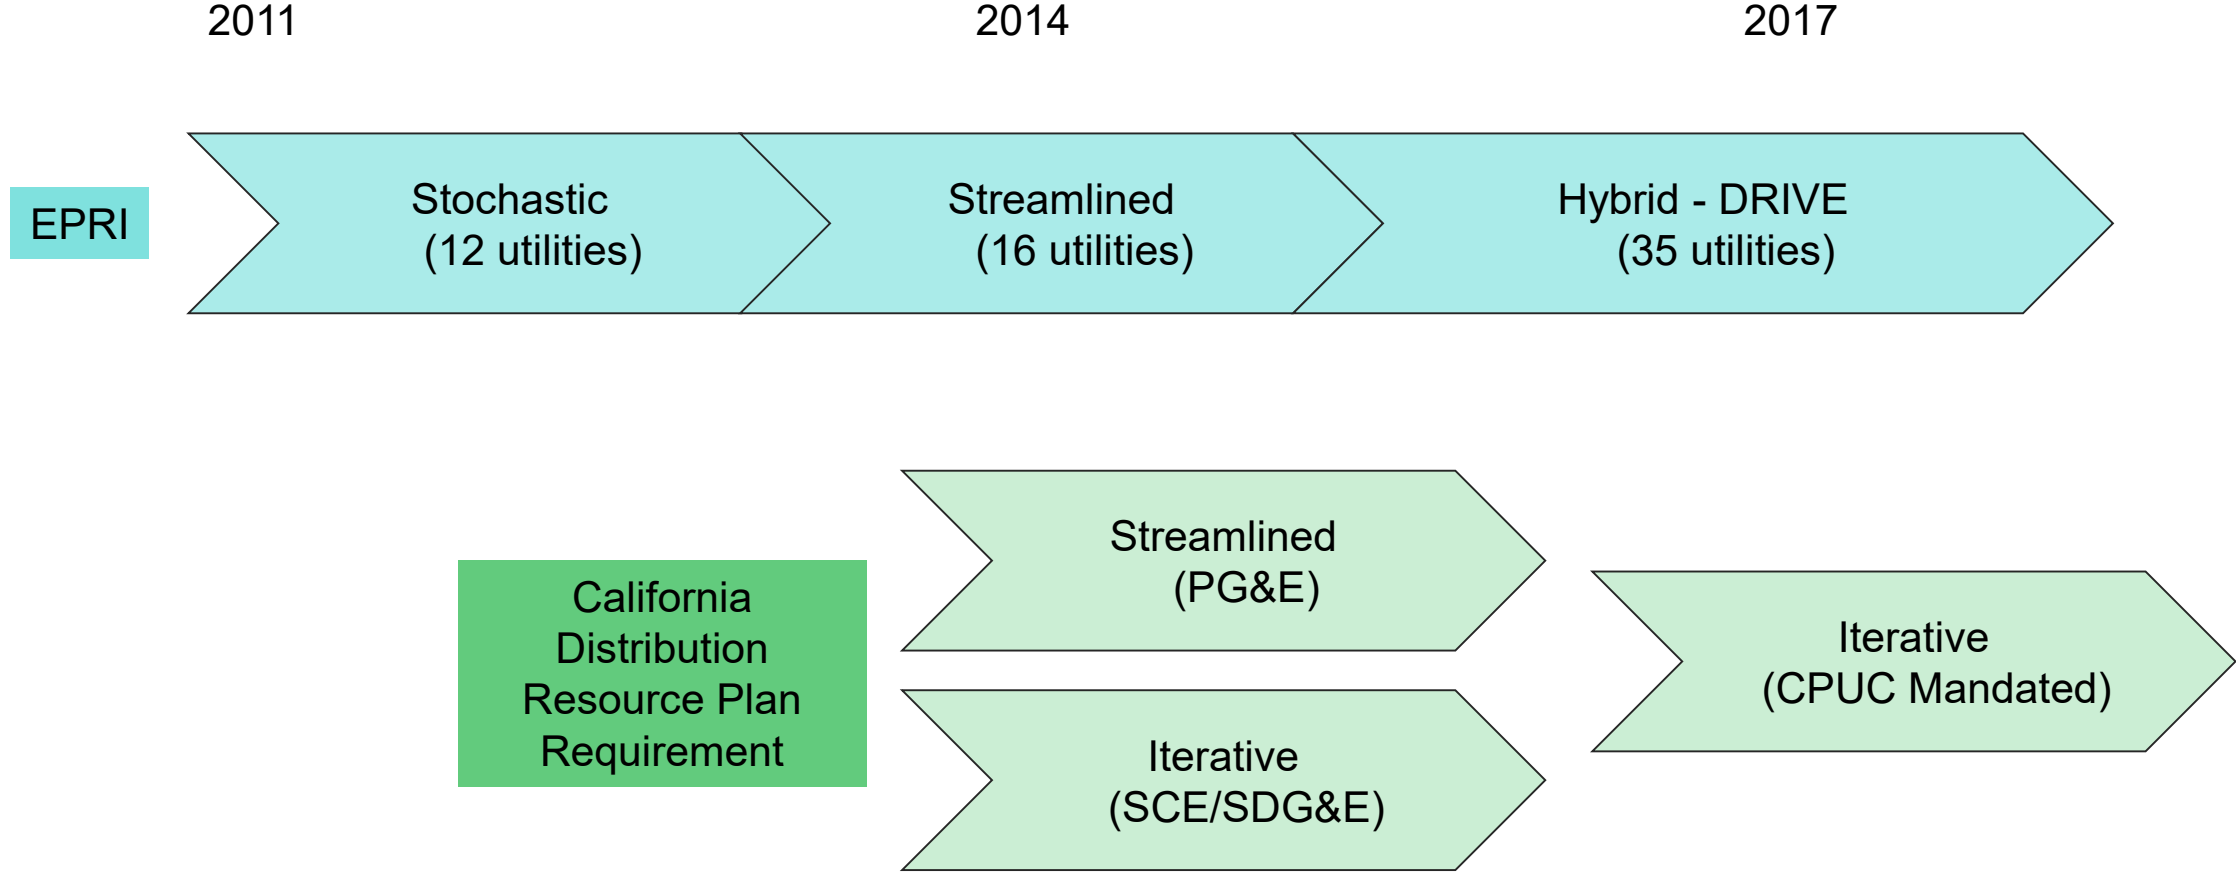 2011
2014
2017
EPRI
Stochastic
(12 utilities)
Streamlined
(16 utilities)
Hybrid - DRIVE
(35 utilities)
California
Distribution
Resource Plan
Requirement
Streamlined
(PG&E)
Iterative
(SCE/SDG&E)
Iterative
(CPUC Mandated)